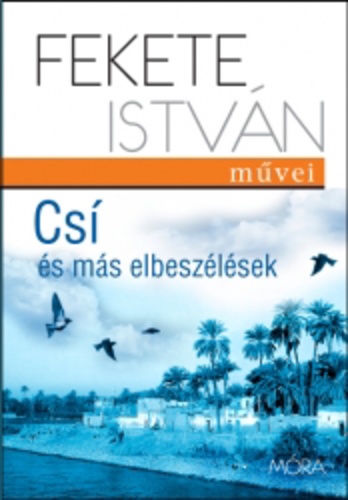 FEKETE
ISTVÁN
művei
Csí
és más elbeszélések
MÓRA